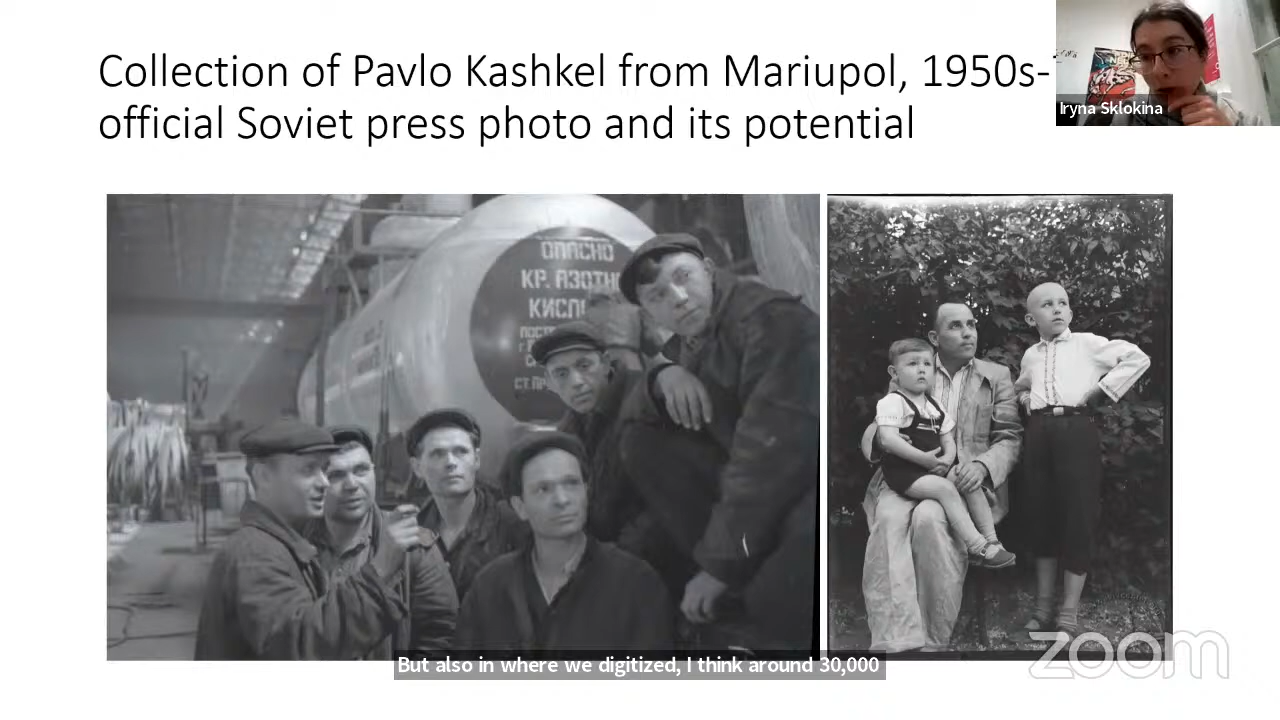 Collection of Pavlo Kashkel from Mariupol, 1950s-
official Soviet press photo and its potential
Iryna Sklokina
ОПАСНО
КР. АЗОТН
КИСЛ
But also in where we digitized, I think around 30,000
zoom